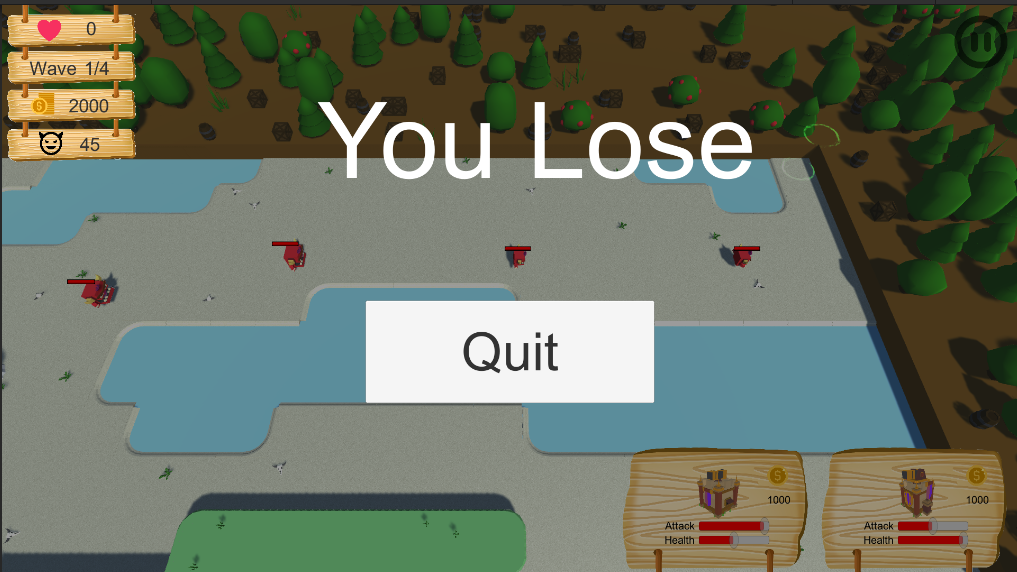 0
Wave 1/4
2000
45
You Lose
Quit
1000
Attack
Health
1000
Attack
Health